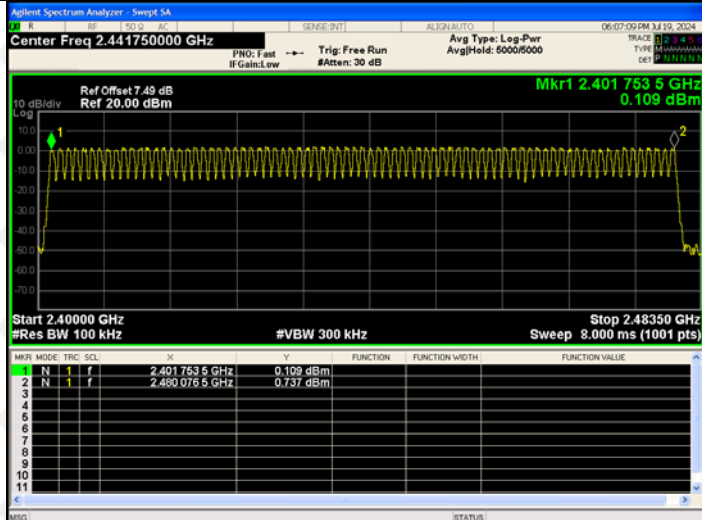 Agilent Spectrum Analyzer - Swept SA
R RF 50 Ω AC SENSE:INT ALIGNAUTO 06:07:09 PM Jul 19, 2024
Center Freq 2.441750000 GHz PNO: Fast Trig: Free Run Avg Type: Log-Pwr TRACE 1 2 3 4 5 6
IFGain:Low #Atten: 30 dB Avg|Hold: 5000/5000 TYPE M
DET P N N N N N
Mkr1 2.401 753 5 GHz
0.109 dBm
Ref Offset 7.49 dB
10 dB/div Ref 20.00 dBm
Log
10.0
0.00
-10.0
-20.0
-30.0
-40.0
-50.0
-60.0
-70.0
1
2
Start 2.40000 GHz Stop 2.48350 GHz
#Res BW 100 kHz #VBW 300 kHz Sweep 8.000 ms (1001 pts)
MKR MODE TRC SCL X Y FUNCTION FUNCTION WIDTH FUNCTION VALUE
1 N 1 f 2.401 753 5 GHz 0.109 dBm
2 N 1 f 2.480 076 5 GHz 0.737 dBm
3
4
5
6
7
8
9
10
11
MSG STATUS